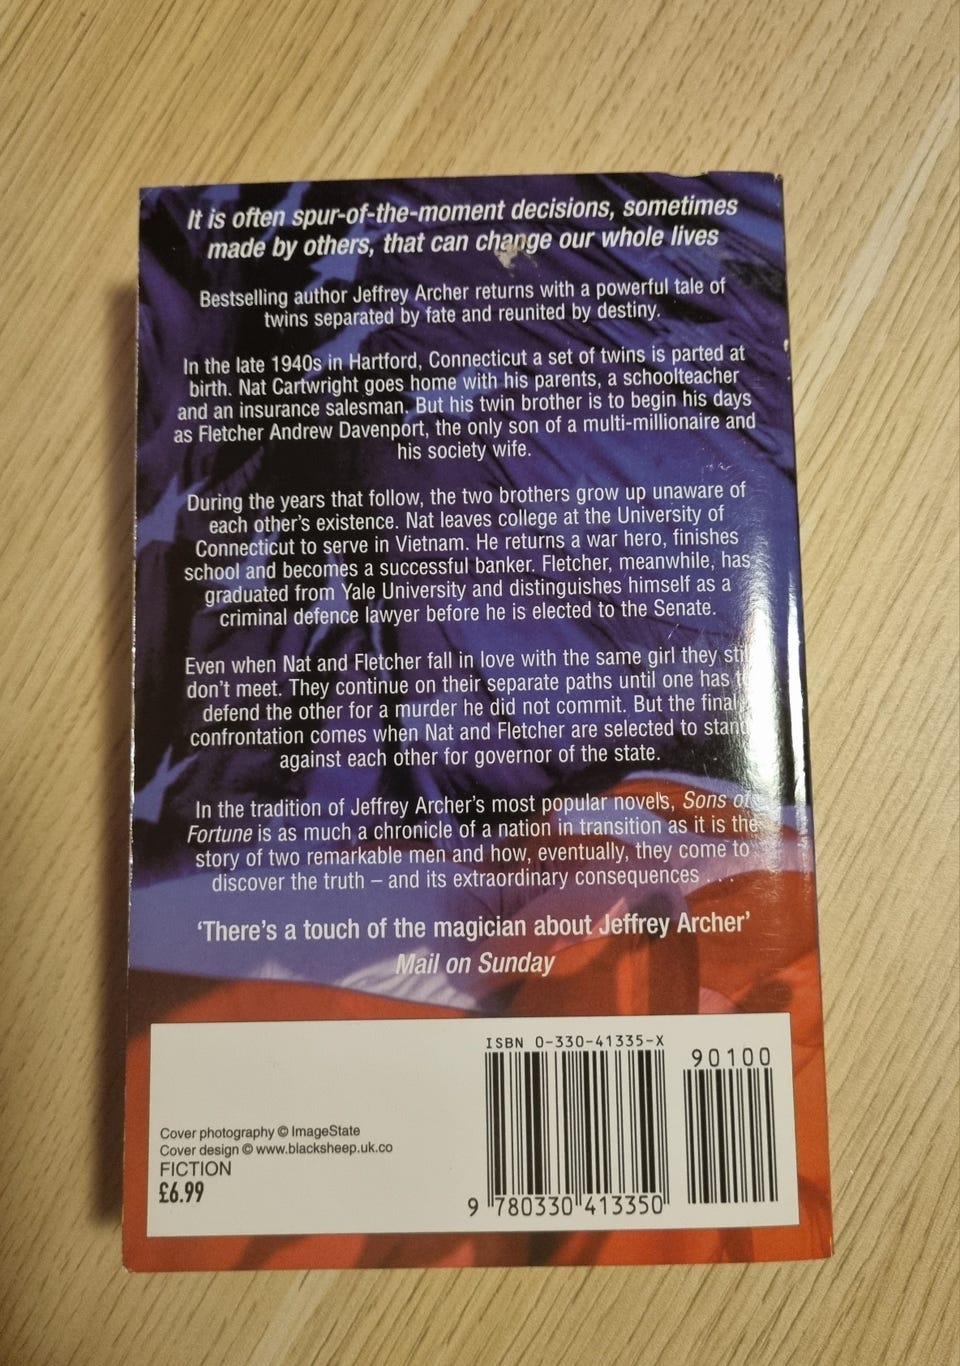 It is often spur-of-the-moment decisions, sometimes
made by others, that can change our whole lives
Bestselling author Jeffrey Archer returns with a powerful tale of
twins separated by fate and reunited by destiny.
In the late 1940s in Hartford, Connecticut a set of twins is parted at
birth. Nat Cartwright goes home with his parents, a schoolteacher
and an insurance salesman. But his twin brother is to begin his days
as Fletcher Andrew Davenport, the only son of a multi-millionaire and
his society wife.
During the years that follow, the two brothers grow up unaware of
each other's existence. Nat leaves college at the University of
Connecticut to serve in Vietnam. He returns a war hero, finishes
school and becomes a successful banker. Fletcher, meanwhile, has
graduated from Yale University and distinguishes himself as a
criminal defence lawyer before he is elected to the Senate.
Even when Nat and Fletcher fall in love with the same girl they still
don't meet. They continue on their separate paths until one has to
defend the other for a murder he did not commit. But the final
confrontation comes when Nat and Fletcher are selected to stand
against each other for governor of the state.
In the tradition of Jeffrey Archer's most popular novels, Sons of
Fortune is as much a chronicle of a nation in transition as it is the
story of two remarkable men and how, eventually, they come to
discover the truth – and its extraordinary consequences . . .
'There's a touch of the magician about Jeffrey Archer'
Mail on Sunday
ISBN 0-330-41335-X
90100
Cover photography © ImageState
Cover design © www.blacksheep.uk.co
FICTION
£6.99
9 780330 413350